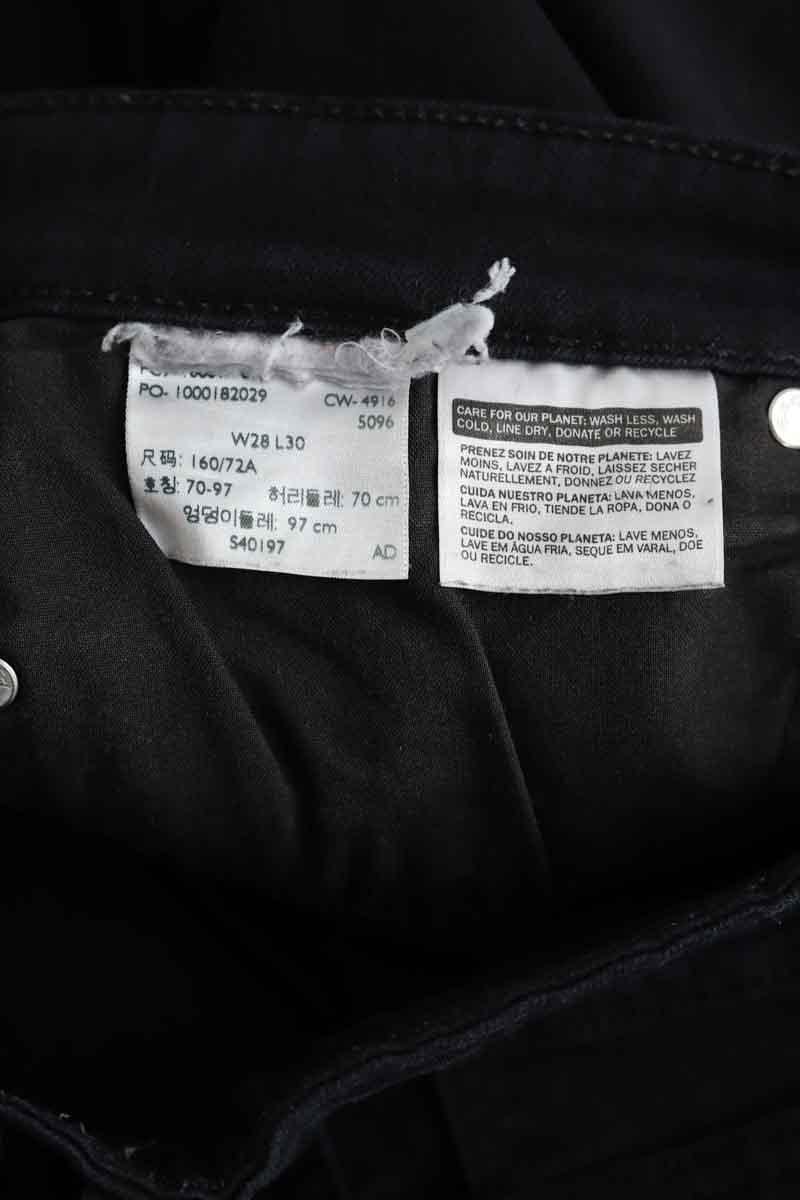 PO- 1000182029
CW- 4916
5096
W28 L30
尺码: 160/72A
호칭: 70-97 허리둘레: 70 cm
엉덩이둘레: 97 cm
S40197 AD
CARE FOR OUR PLANET: WASH LESS, WASH
COLD, LINE DRY, DONATE OR RECYCLE
PRENEZ SOIN DE NOTRE PLANETE: LAVEZ
MOINS, LAVEZ A FROID, LAISSEZ SECHER
NATURELLEMENT, DONNEZ OU RECYCLEZ
CUIDA NUESTRO PLANETA: LAVA MENOS,
LAVA EN FRIO, TIENDE LA ROPA, DONA O
RECICLA.
CUIDE DO NOSSO PLANETA: LAVE MENOS,
LAVE EM ÁGUA FRIA, SEQUE EM VARAL, DOE
OU RECICLE.